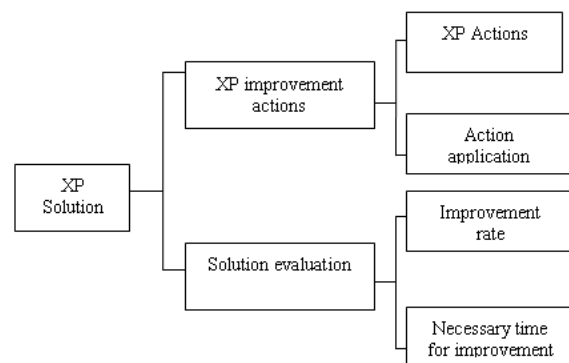 XP Actions
XP improvement
actions
Action
application
XP
Solution
Improvement
rate
Solution evaluation
Necessary time
for improvement